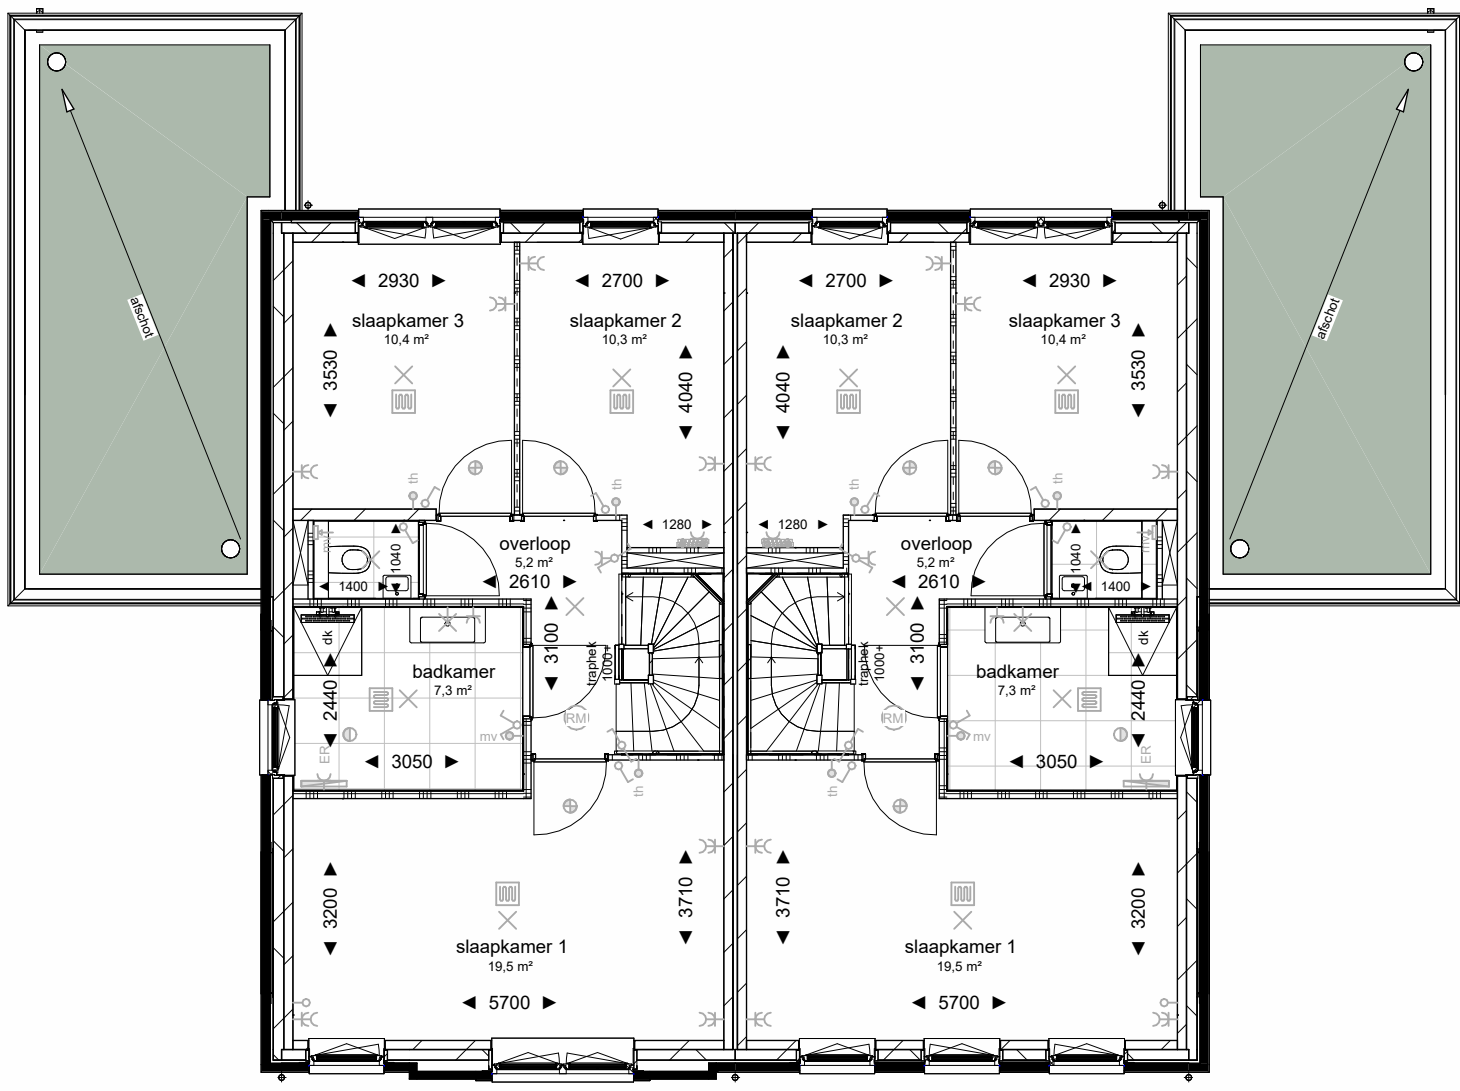 2930
2700
2700
2930
slaapkamer 3
10,4 m²
slaapkamer 2
10,3 m²
slaapkamer 2
10,3 m²
slaapkamer 3
10,4 m²
afschot
afschot
3530
4040
4040
3530
th
th
th
th
1280
1280
mv
1040
1400
overloop
5,2 m²
2610
overloop
5,2 m²
2610
1040
1400
mv
3100
traphek
1000+
traphek
1000+
3100
dk
badkamer
7,3 m²
2440
badkamer
7,3 m²
dk
2440
RM
RM
mv
mv
ER
3050
3050
ER
th
th
3200
3710
3710
3200
slaapkamer 1
19,5 m²
slaapkamer 1
19,5 m²
5700
5700